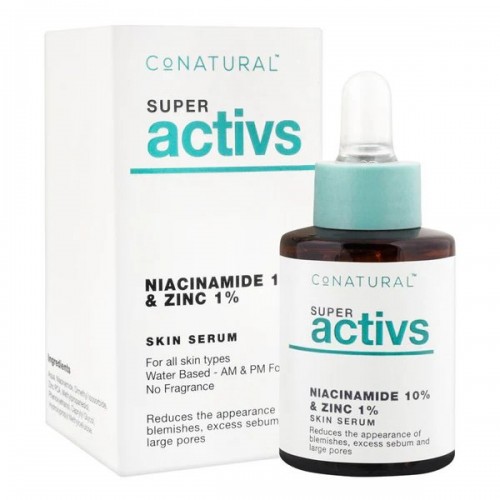 CoNATURAL™
SUPER
activs
NIACINAMIDE 1
& ZINC 1%
SKIN SERUM
For all skin types
Water Based - AM & PM Fo
No Fragrance
Reduces the appearance
blemishes, excess sebum
large pores
Ingredients
CoNATURAL™
SUPER
activs
NIACINAMIDE 10%
& ZINC 1%
SKIN SERUM
Reduces the appearance of
blemishes, excess sebum and
large pores